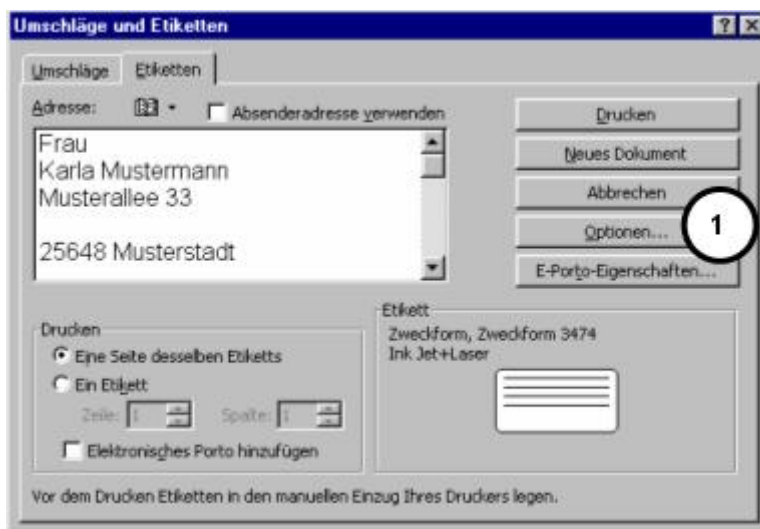 Umschläge und Etiketten
Umschläge Etiketten
Adresse: Absenderadresse verwenden
Frau
Karla Mustermann
Musterallee 33
25648 Musterstadt
Drucken
Neues Dokument
Abbrechen
Optionen... 1
E-Porto-Eigenschaften...
Drucken
Eine Seite desselben Etiketts
Ein Etikett
Zeile: 1 Spalte: 1
Elektronisches Porto hinzufügen
Etikett
Zweckform, Zweckform 3474
Ink Jet+Laser
Vor dem Drucken Etiketten in den manuellen Einzug Ihres Druckers legen.